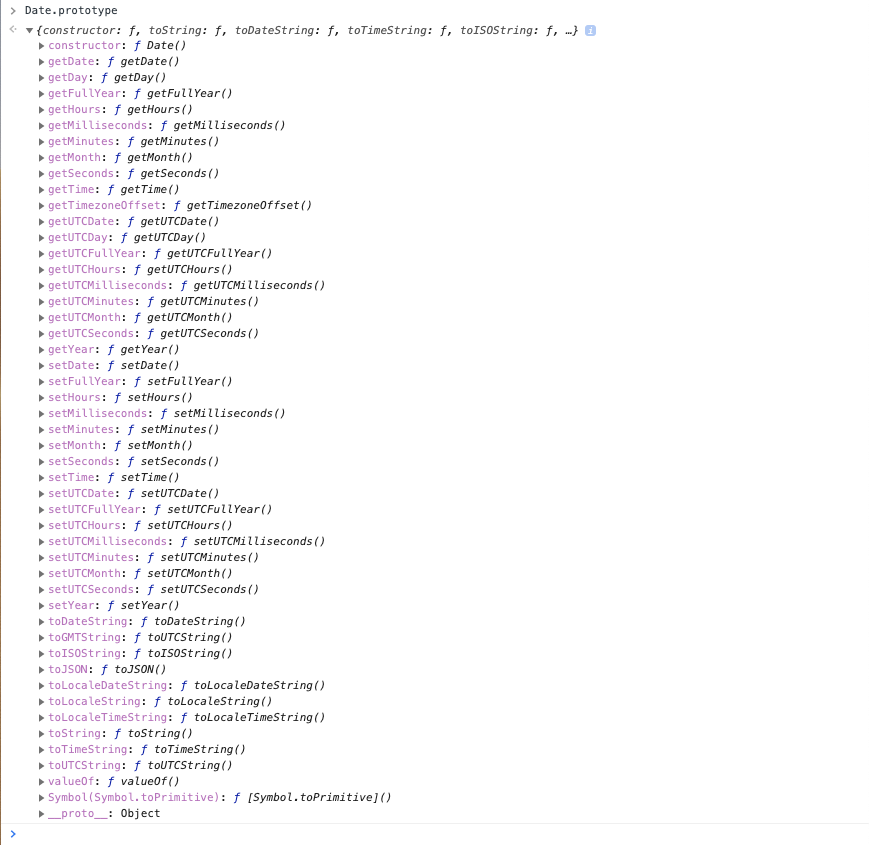 Date.prototype
{constructor: ƒ, toString: ƒ, toDateString: ƒ, toTimeString: ƒ, toISOString: ƒ, …} i
constructor: ƒ Date()
getDate: ƒ getDate()
getDay: ƒ getDay()
getFullYear: ƒ getFullYear()
getHours: ƒ getHours()
getMilliseconds: ƒ getMilliseconds()
getMinutes: ƒ getMinutes()
getMonth: ƒ getMonth()
getSeconds: ƒ getSeconds()
getTime: ƒ getTime()
getTimezoneOffset: ƒ getTimezoneOffset()
getUTCDate: ƒ getUTCDate()
getUTCDay: ƒ getUTCDay()
getUTCFullYear: ƒ getUTCFullYear()
getUTCHours: ƒ getUTCHours()
getUTCMilliseconds: ƒ getUTCMilliseconds()
getUTCMinutes: ƒ getUTCMinutes()
getUTCMonth: ƒ getUTCMonth()
getUTCSeconds: ƒ getUTCSeconds()
getYear: ƒ getYear()
setDate: ƒ setDate()
setFullYear: ƒ setFullYear()
setHours: ƒ setHours()
setMilliseconds: ƒ setMilliseconds()
setMinutes: ƒ setMinutes()
setMonth: ƒ setMonth()
setSeconds: ƒ setSeconds()
setTime: ƒ setTime()
setUTCDate: ƒ setUTCDate()
setUTCFullYear: ƒ setUTCFullYear()
setUTCHours: ƒ setUTCHours()
setUTCMilliseconds: ƒ setUTCMilliseconds()
setUTCMinutes: ƒ setUTCMinutes()
setUTCMonth: ƒ setUTCMonth()
setUTCSeconds: ƒ setUTCSeconds()
setYear: ƒ setYear()
toDateString: ƒ toDateString()
toGMTString: ƒ toUTCString()
toISOString: ƒ toISOString()
toJSON: ƒ toJSON()
toLocaleDateString: ƒ toLocaleDateString()
toLocaleString: ƒ toLocaleString()
toLocaleTimeString: ƒ toLocaleTimeString()
toString: ƒ toString()
toTimeString: ƒ toTimeString()
toUTCString: ƒ toUTCString()
valueOf: ƒ valueOf()
Symbol(Symbol.toPrimitive): ƒ [Symbol.toPrimitive]()
__proto__: Object